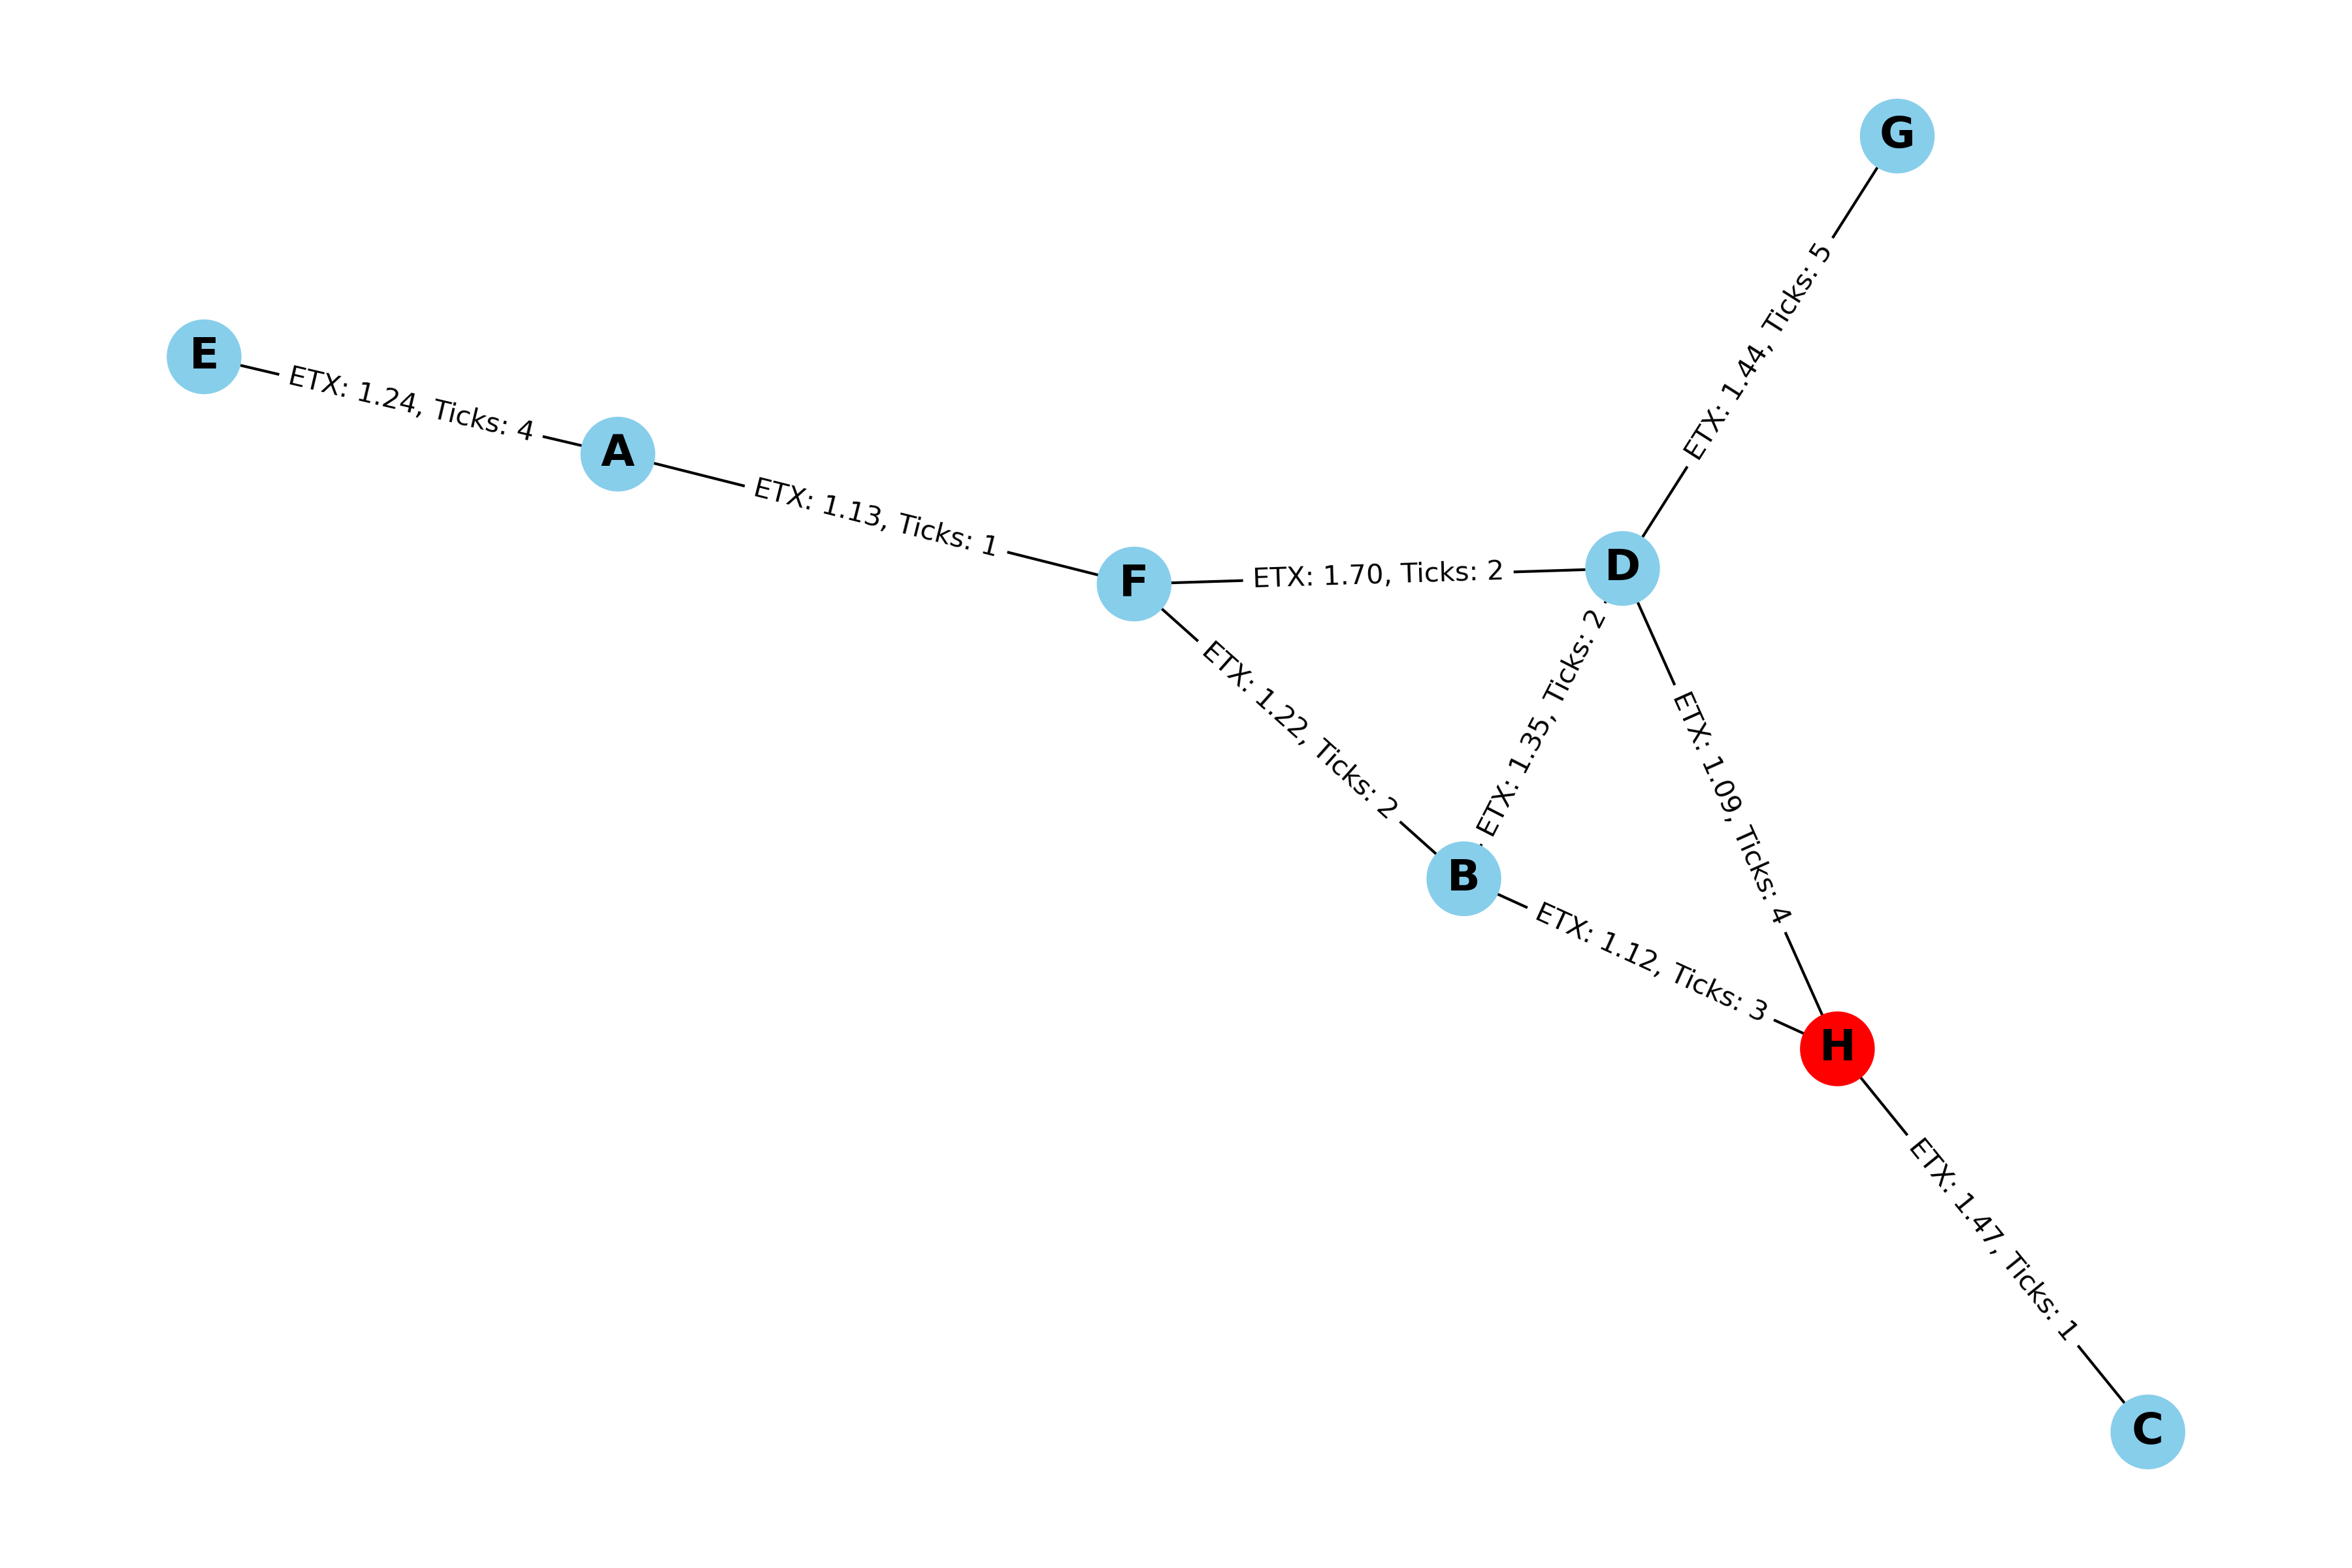 G
E
ETX: 1.24, Ticks: 4
A
ETX: 1.44, Ticks: 5
ETX: 1.13, Ticks: 1
F
ETX: 1.70, Ticks: 2
D
ETX: 1.22, Ticks: 2
ETX: 1.35, Ticks: 2
ETX: 1.09, Ticks: 4
B
ETX: 1.12, Ticks: 3
H
ETX: 1.47, Ticks: 1
C